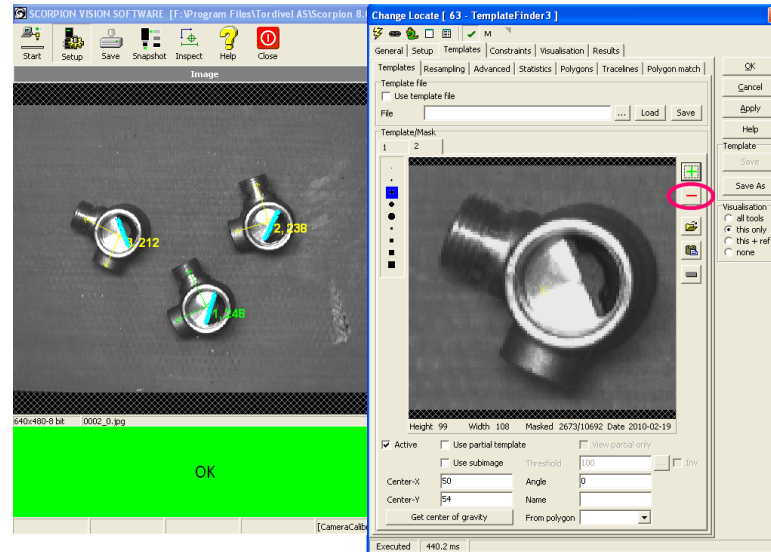 SCORPION VISION SOFTWARE [F:\Program Files\Tordivel AS\Scorpion 8.
Start Setup Save Snapshot Inspect Help Close
Image
3, 212
2, 238
1, 248
640x480-8 bit 0002_0.jpg
OK
[CameraCalib
Change Locate [ 63 - TemplateFinder3 ]
M
General Setup Templates Constraints Visualisation Results
Templates Resampling Advanced Statistics Polygons Tracelines Polygon match
Template file
Use template file
File ... Load Save
Template/Mask
1 2
Height 99 Width 108 Masked 2673/10692 Date 2010-02-19
Active Use partial template View partial only
Use subimage Threshold 100 ... Inv
Center-X 50 Angle 0
Center-Y 54 Name
Get center of gravity From polygon
Executed 440.2 ms
OK
Cancel
Apply
Help
Template
Save
Save As
Visualisation
all tools
this only
this + ref
none